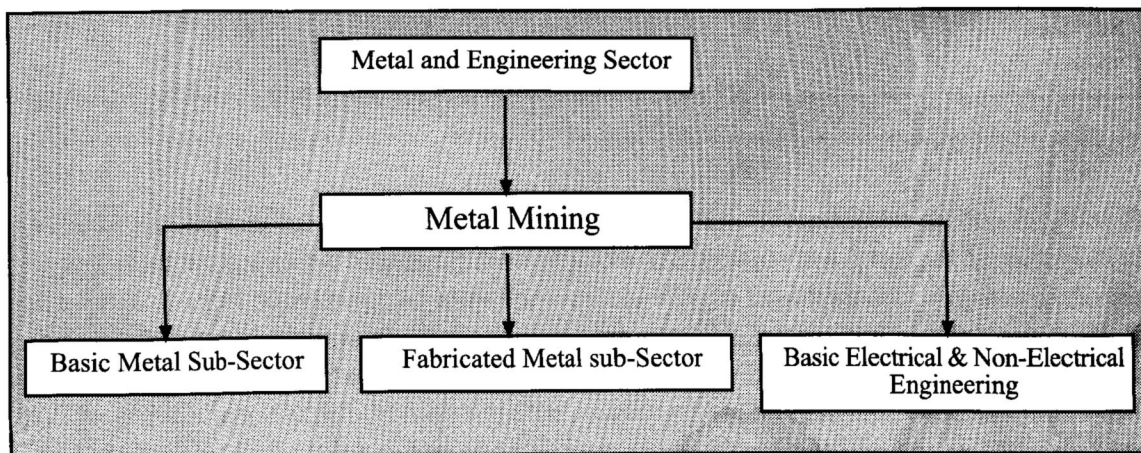 Metal and Engineering Sector
Metal Mining
Basic Metal Sub-Sector
Fabricated Metal sub-Sector
Basic Electrical & Non-Electrical
Engineering